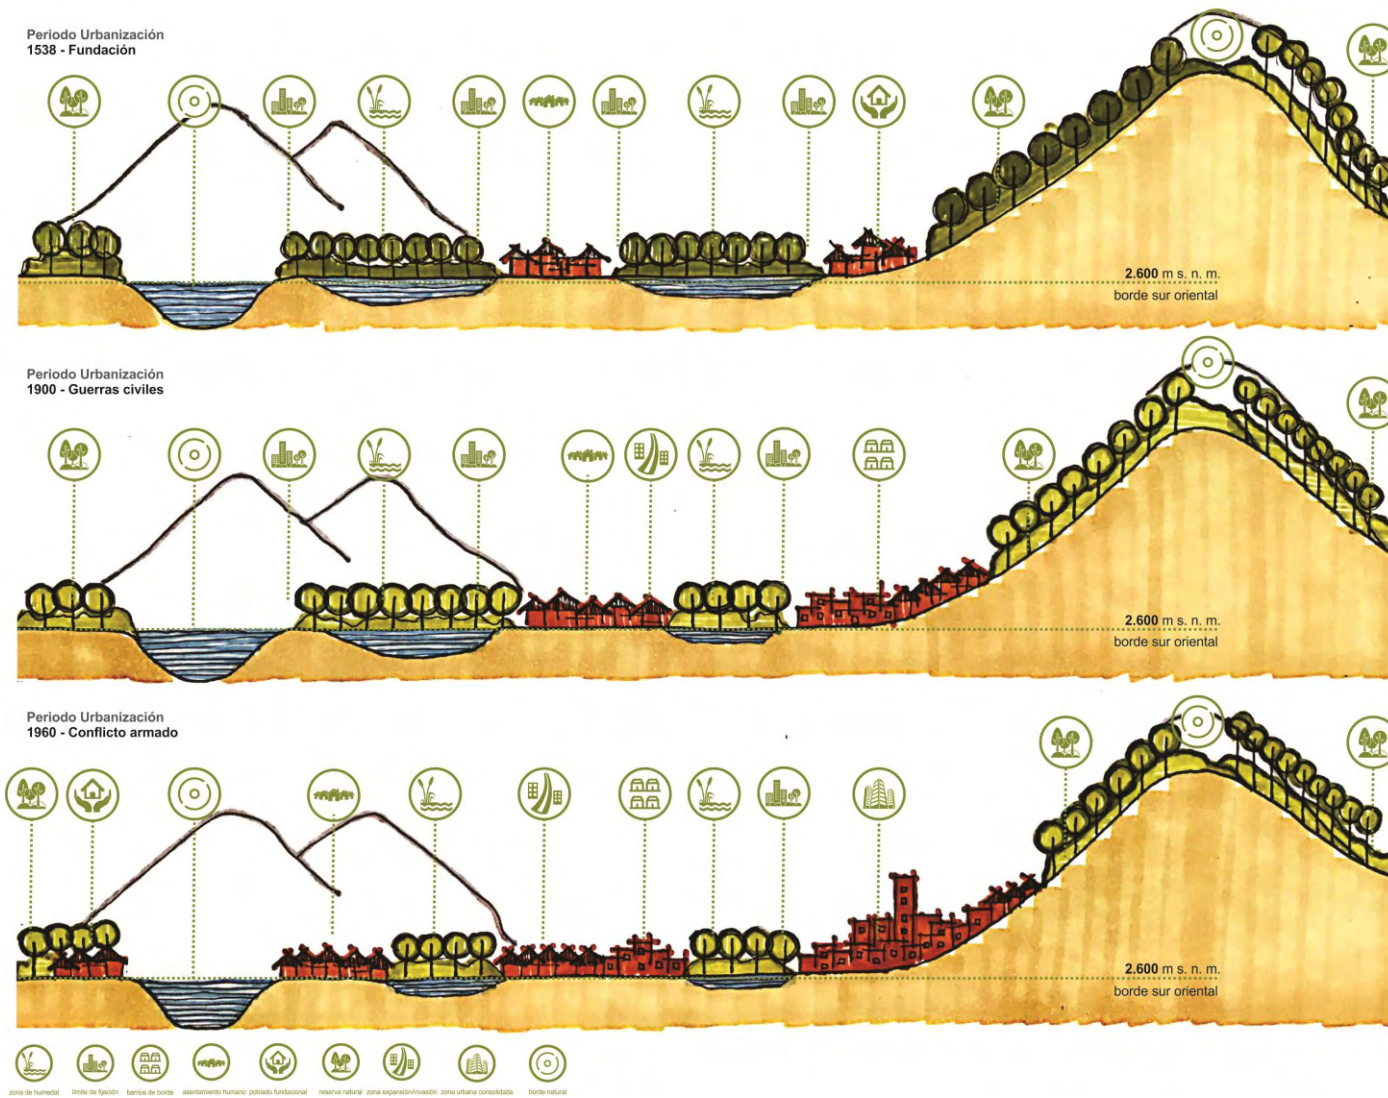 Periodo Urbanización
1538 - Fundación
2.600 m s. n. m.
borde sur oriental
Periodo Urbanización
1900 - Guerras civiles
2.600 m s. n. m.
borde sur oriental
Periodo Urbanización
1960 - Conflicto armado
2.600 m s. n. m.
borde sur oriental
zona de humedal
límite de fijación
barrios de borde
asentamiento humano
poblado fundacional
reserva natural
zona expansión/invasión
zona urbana consolidada
borde natural